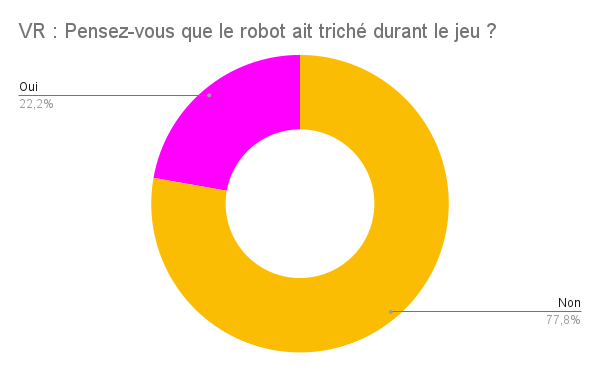 VR : Pensez-vous que le robot ait triché durant le jeu ?
Oui
22,2%
Non
77,8%